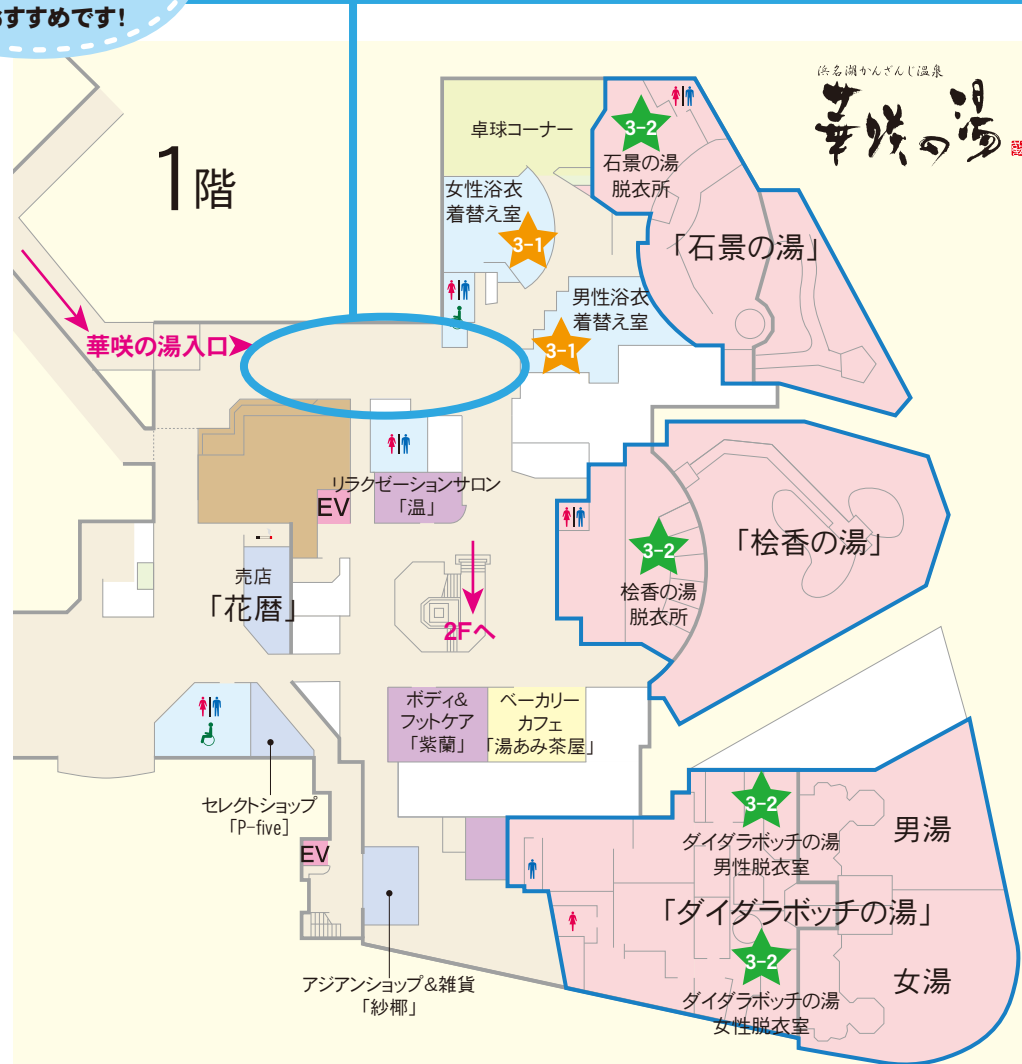 おすすめです!
浜名湖かんざんじ温泉
華咲の湯
1階
卓球コーナー
3-2
石景の湯
脱衣所
女性浴衣
着替え室
3-1
「石景の湯」
男性浴衣
着替え室
3-1
華咲の湯入口
リラクゼーションサロン
「温」
EV
「桧香の湯」
3-2
桧香の湯
脱衣所
売店
「花暦」
2Fへ
ボディ&
フットケア
「紫蘭」
ベーカリー
カフェ
「湯あみ茶屋」
セレクトショップ
「P-five]
3-2
ダイダラボッチの湯
男性脱衣室
男湯
EV
「ダイダラボッチの湯」
3-2
ダイダラボッチの湯
女性脱衣室
女湯
アジアンショップ&雑貨
「紗椰」